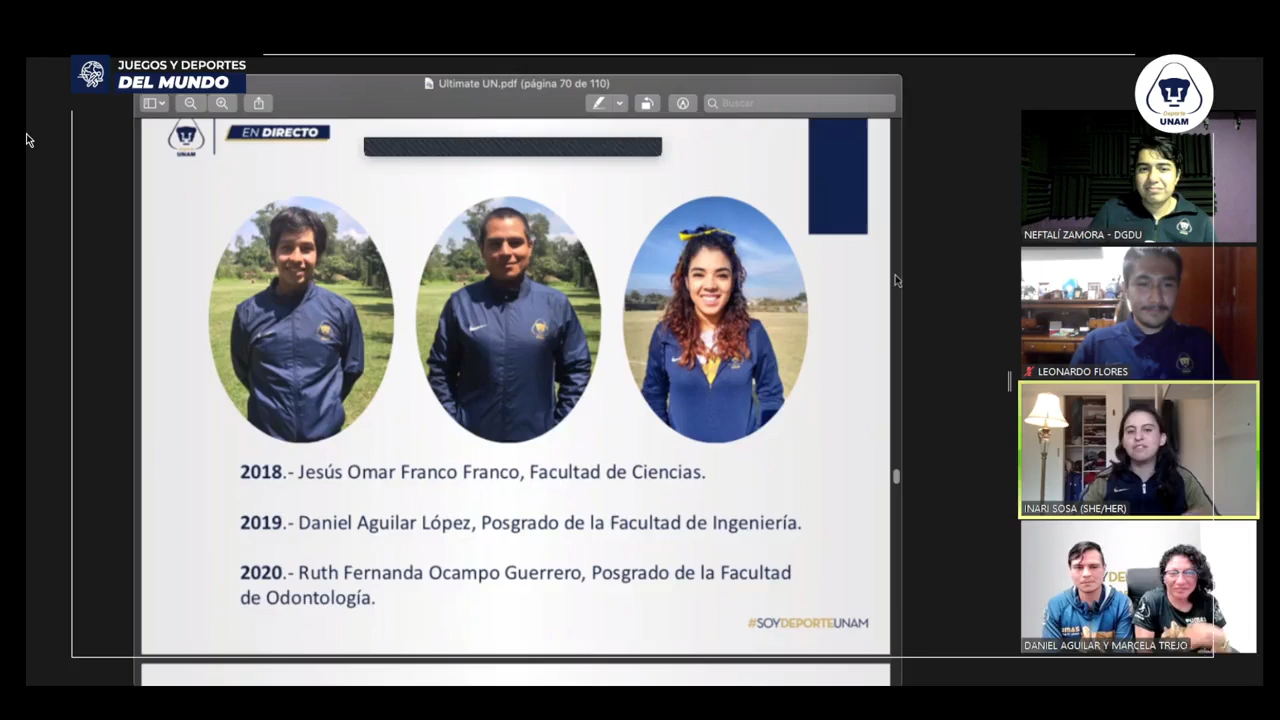 JUEGOS Y DEPORTES
DEL MUNDO
Ultimate UN.pdf (página 70 de 110)
Buscar
Deporte
UNAM
UNAM
EN DIRECTO
NEFTALÍ ZAMORA - DGDU
LEONARDO FLORES
INARI SOSA (SHE/HER)
DANIEL AGUILAR Y MARCELA TREJO
2018.- Jesús Omar Franco Franco, Facultad de Ciencias.
2019.- Daniel Aguilar López, Posgrado de la Facultad de Ingeniería.
2020.- Ruth Fernanda Ocampo Guerrero, Posgrado de la Facultad
de Odontología.
#SOYDEPORTEUNAM